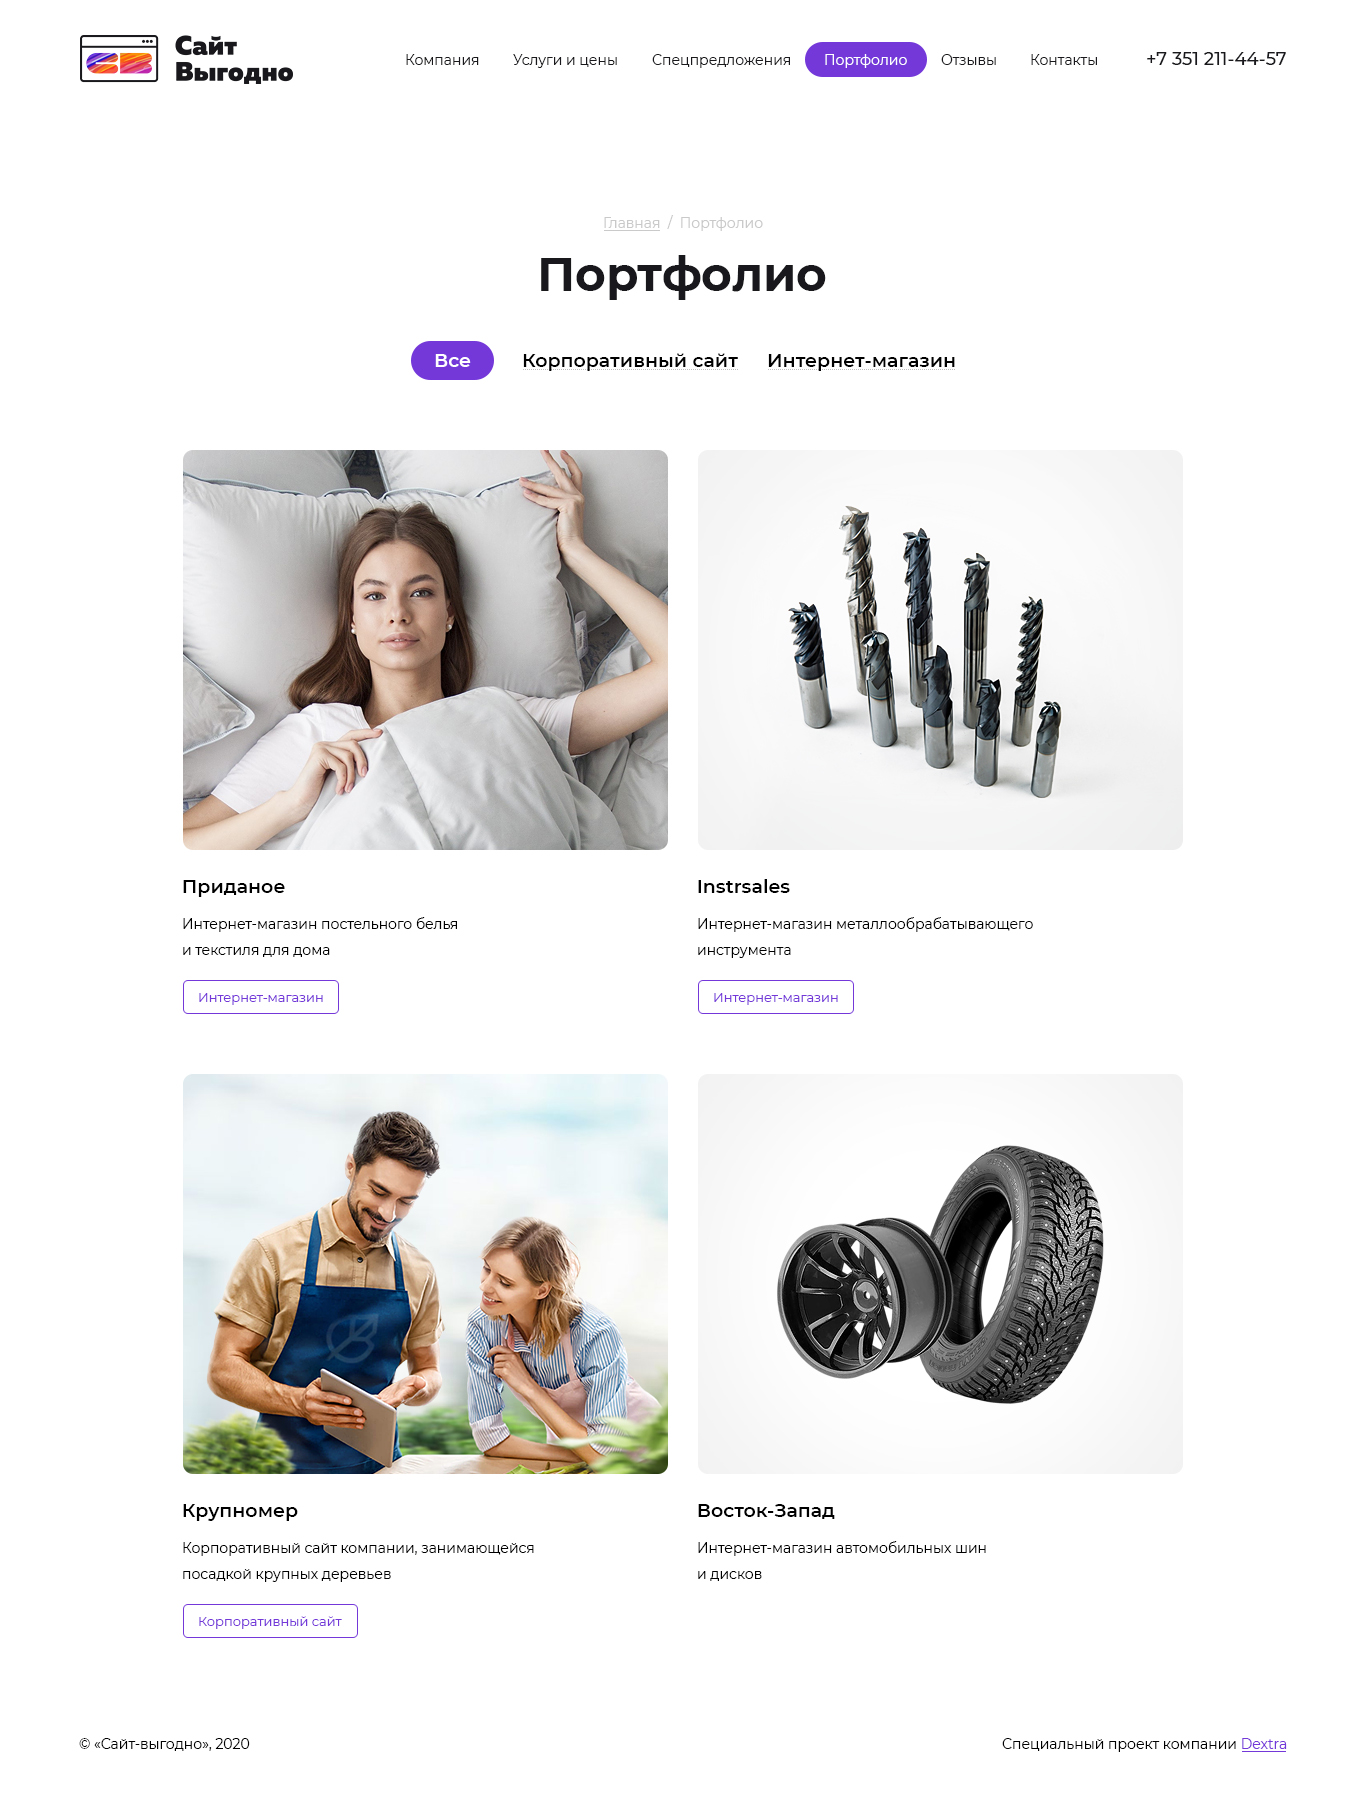 Сайт
Выгодно
Компания
Услуги и цены
Спецпредложения
Портфолио
Отзывы
Контакты
+7 351 211-44-57
Главная / Портфолио
Портфолио
Все
Корпоративный сайт
Интернет-магазин
Приданое
Интернет-магазин постельного белья
и текстиля для дома
Интернет-магазин
Instrsales
Интернет-магазин металлообрабатывающего
инструмента
Интернет-магазин
Крупномер
Корпоративный сайт компании, занимающейся
посадкой крупных деревьев
Корпоративный сайт
Восток-Запад
Интернет-магазин автомобильных шин
и дисков
© «Сайт-выгодно», 2020
Специальный проект компании Dextra